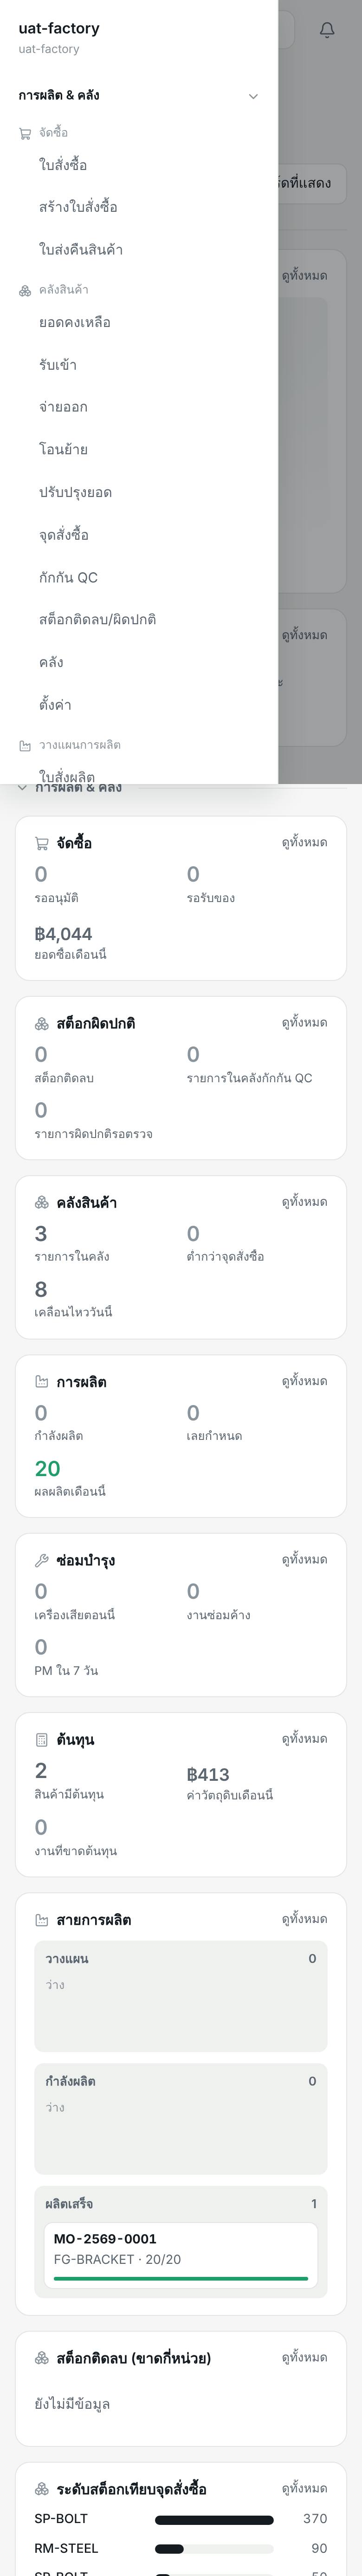 uat-factory
uat-factory
การผลิต & คลัง
จัดซื้อ
ใบสั่งซื้อ
สร้างใบสั่งซื้อ
ใบส่งคืนสินค้า
คลังสินค้า
ยอดคงเหลือ
รับเข้า
จ่ายออก
โอนย้าย
ปรับปรุงยอด
จุดสั่งซื้อ
กักกัน QC
สต็อกติดลบ/ผิดปกติ
คลัง
ตั้งค่า
วางแผนการผลิต
ใบสั่งผลิต
ที่แสดง
ดูทั้งหมด
ดูทั้งหมด
การผลิต & คลัง
จัดซื้อ ดูทั้งหมด
0 0
รออนุมัติ รอรับของ
฿4,044
ยอดซื้อเดือนนี้
สต็อกผิดปกติ ดูทั้งหมด
0 0
สต็อกติดลบ รายการในคลังกักกัน QC
0
รายการผิดปกติรอตรวจ
คลังสินค้า ดูทั้งหมด
3 0
รายการในคลัง ต่ำกว่าจุดสั่งซื้อ
8
เคลื่อนไหววันนี้
การผลิต ดูทั้งหมด
0 0
กำลังผลิต เลยกำหนด
20
ผลผลิตเดือนนี้
ซ่อมบำรุง ดูทั้งหมด
0 0
เครื่องเสียตอนนี้ งานซ่อมค้าง
0
PM ใน 7 วัน
ต้นทุน ดูทั้งหมด
2 ฿413
สินค้ามีต้นทุน ค่าวัตถุดิบเดือนนี้
0
งานที่ขาดต้นทุน
สายการผลิต ดูทั้งหมด
วางแผน 0
ว่าง
กำลังผลิต 0
ว่าง
ผลิตเสร็จ 1
MO-2569-0001
FG-BRACKET · 20/20
สต็อกติดลบ (ขาดกี่หน่วย) ดูทั้งหมด
ยังไม่มีข้อมูล
ระดับสต็อกเทียบจุดสั่งซื้อ ดูทั้งหมด
SP-BOLT 370
RM-STEEL 90
SP-BOLT 50